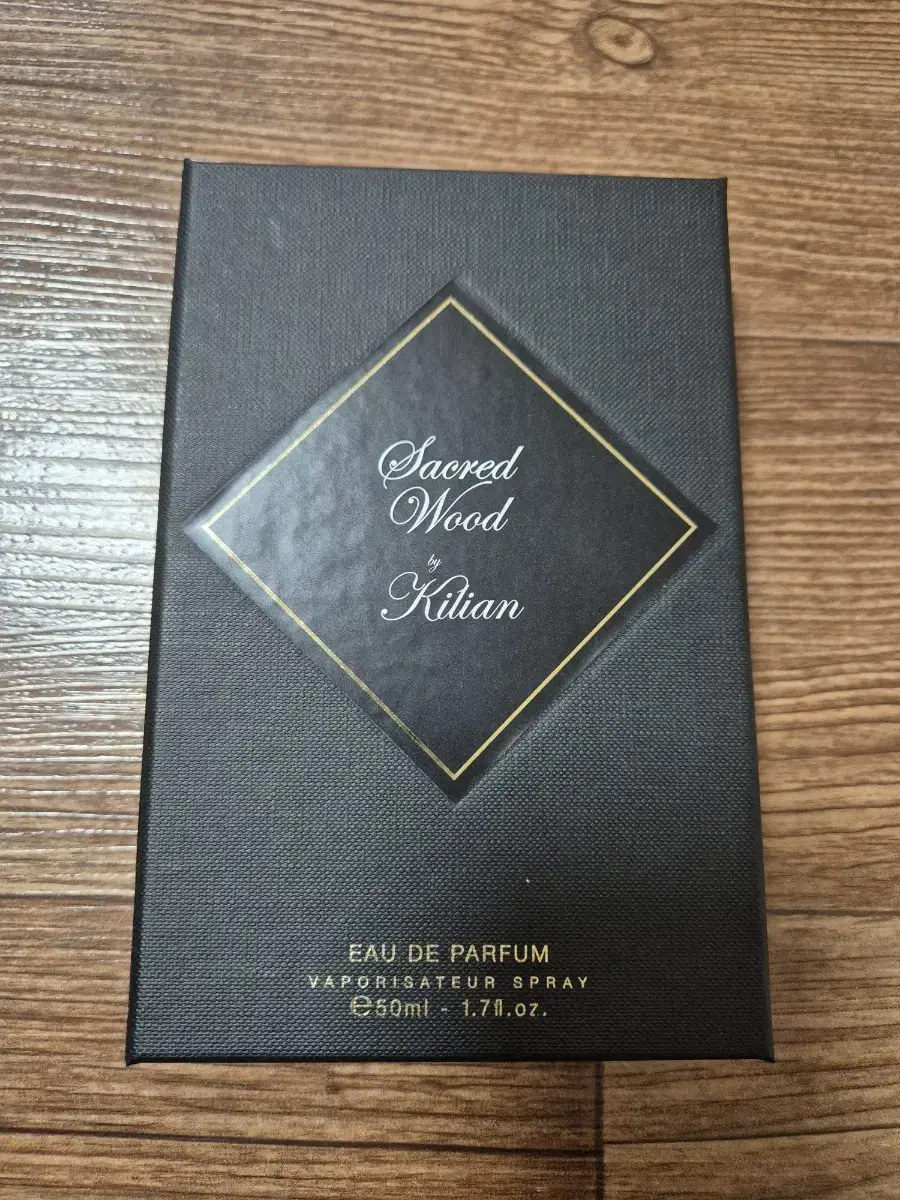 Sacred
Wood
by
Kilian
EAU DE PARFUM
VAPORISATEUR SPRAY
℮50ml - 1.7fl.oz.